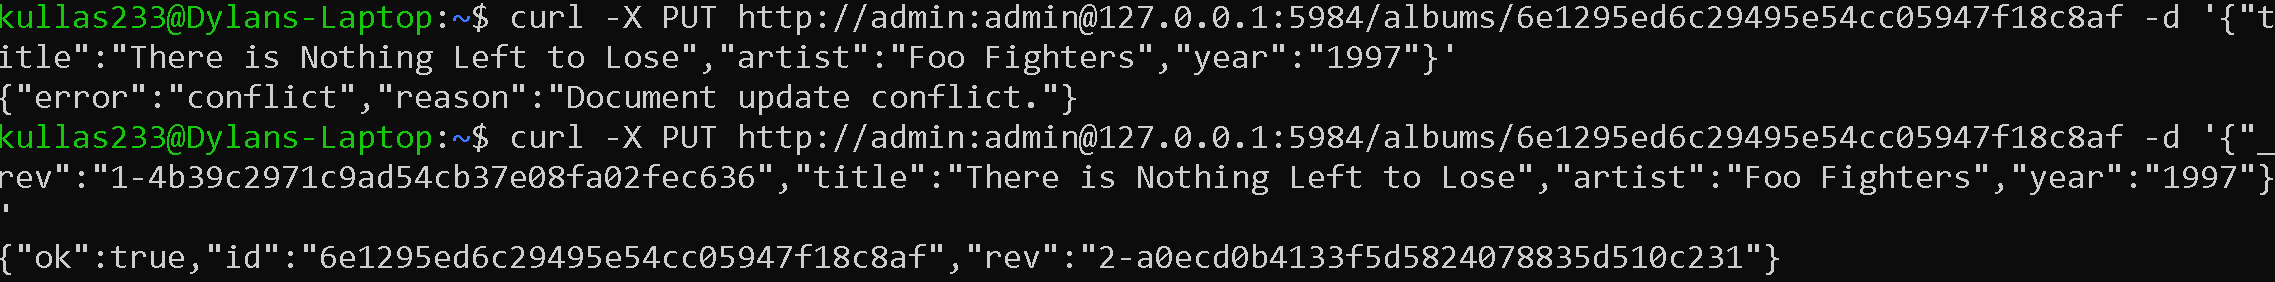 kullas233@Dylans-Laptop:~$ curl -X PUT http://admin:admin@127.0.0.1:5984/albums/6e1295ed6c29495e54cc05947f18c8af -d '{"t
itle":"There is Nothing Left to Lose","artist":"Foo Fighters","year":"1997"}'
{"error":"conflict","reason":"Document update conflict."}
kullas233@Dylans-Laptop:~$ curl -X PUT http://admin:admin@127.0.0.1:5984/albums/6e1295ed6c29495e54cc05947f18c8af -d '{"_
rev":"1-4b39c2971c9ad54cb37e08fa02fec636","title":"There is Nothing Left to Lose","artist":"Foo Fighters","year":"1997"}
'
{"ok":true,"id":"6e1295ed6c29495e54cc05947f18c8af","rev":"2-a0ecd0b4133f5d5824078835d510c231"}